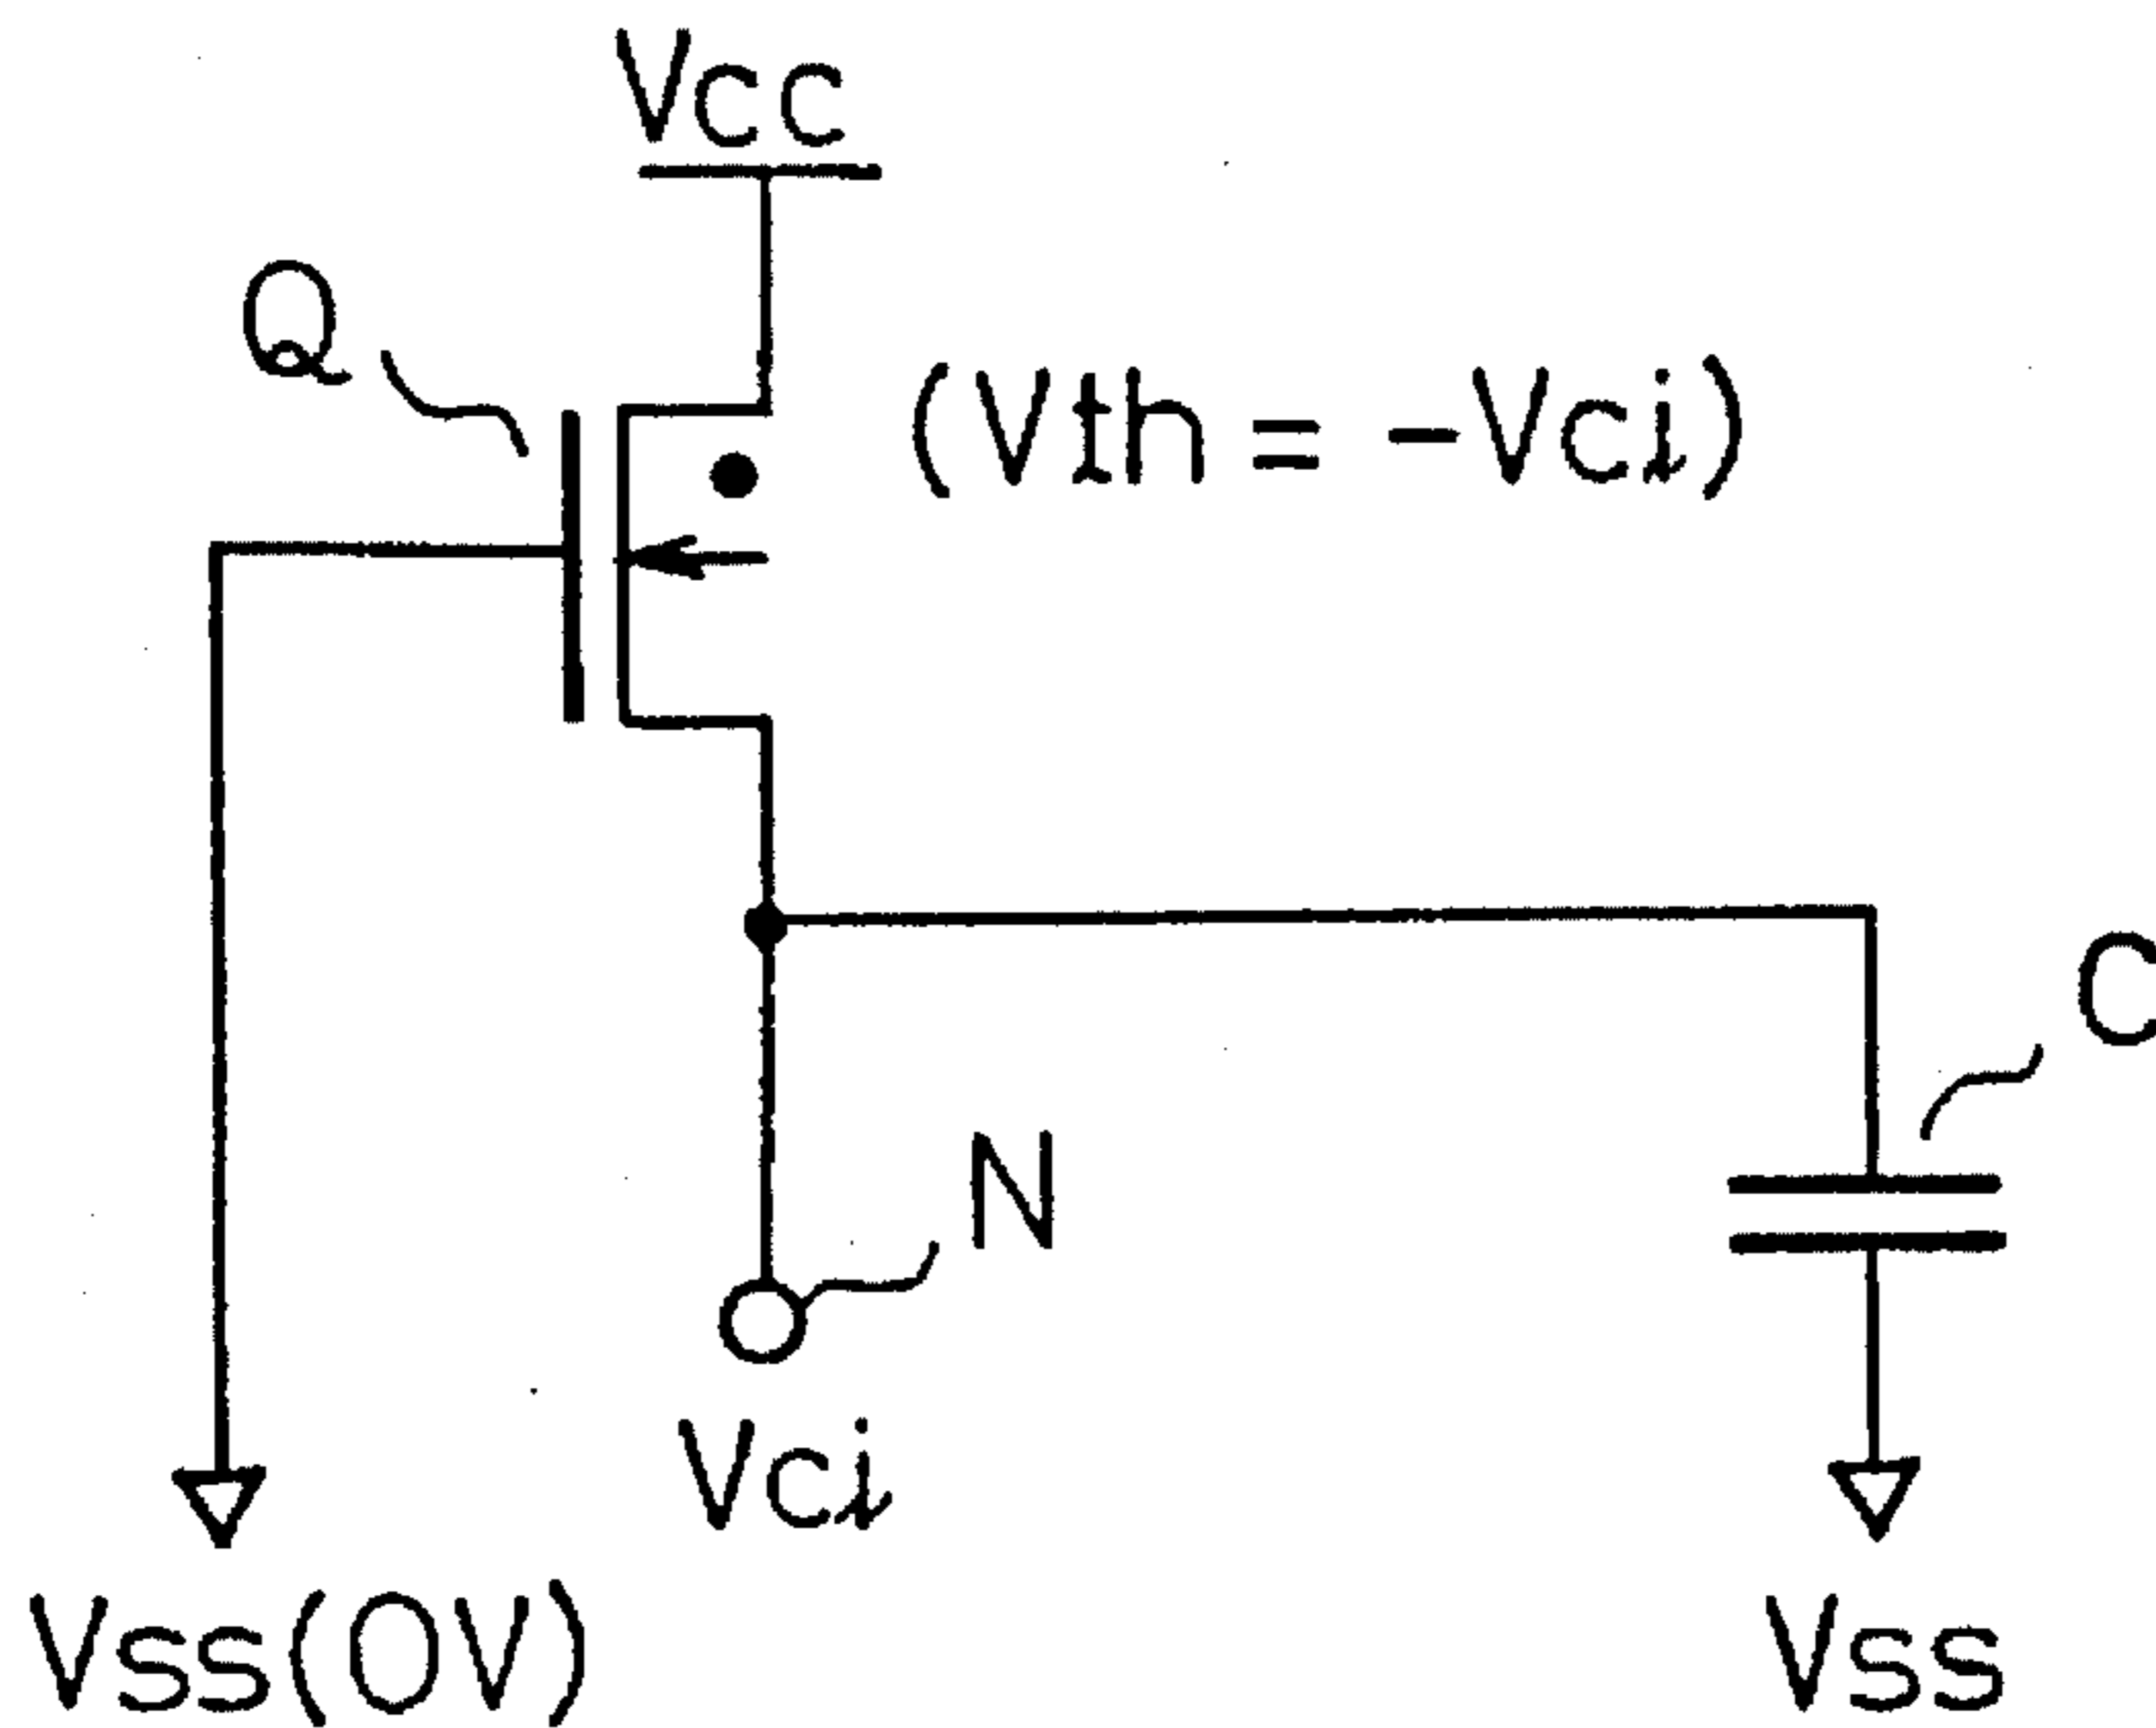 Vcc
Q
(Vth = -Vci)
C
N
Vci
Vss(0V)
Vss